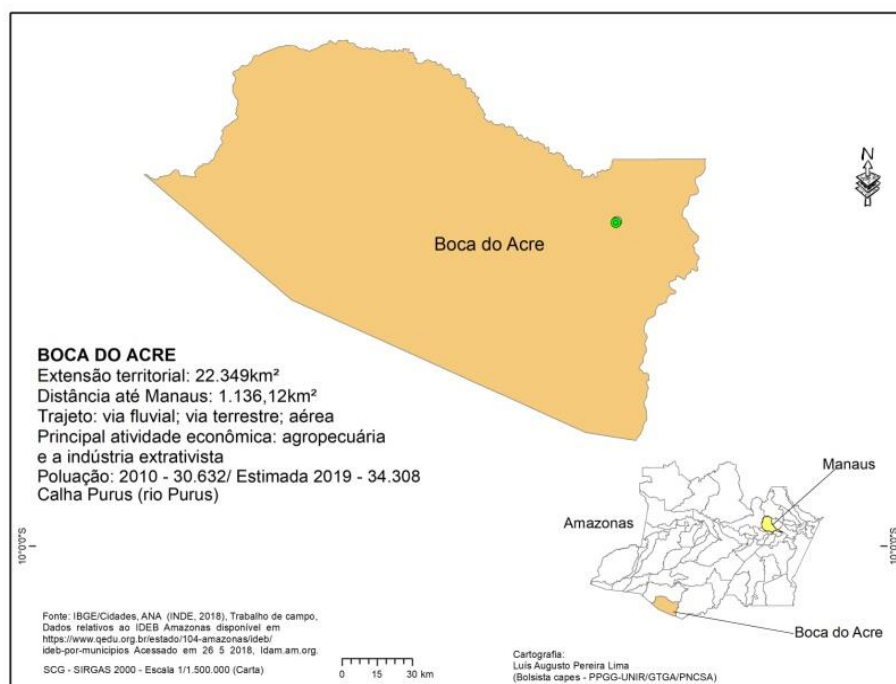 N
Boca do Acre
BOCA DO ACRE
Extensão territorial: 22.349km²
Distância até Manaus: 1.136,12km²
Trajeto: via fluvial; via terrestre; aérea
Principal atividade econômica: agropecuária
e a indústria extrativista
Poluação: 2010 - 30.632/ Estimada 2019 - 34.308
Calha Purus (rio Purus)
Manaus
Amazonas
Boca do Acre
10°0'0"S
10°0'0"S
Fonte: IBGE/Cidades, ANA (INDE, 2018), Trabalho de campo,
Dados relativos ao IDEB Amazonas disponível em
https://www.qedu.org.br/estado/104-amazonas/ideb/
ideb-por-municipios Acessado em 26 5 2018, Idam.am.org.
SCG - SIRGAS 2000 - Escala 1/1.500.000 (Carta)
0 15 30 km
Cartografia:
Luís Augusto Pereira Lima
(Bolsista capes - PPGG-UNIR/GTGA/PNCSA)